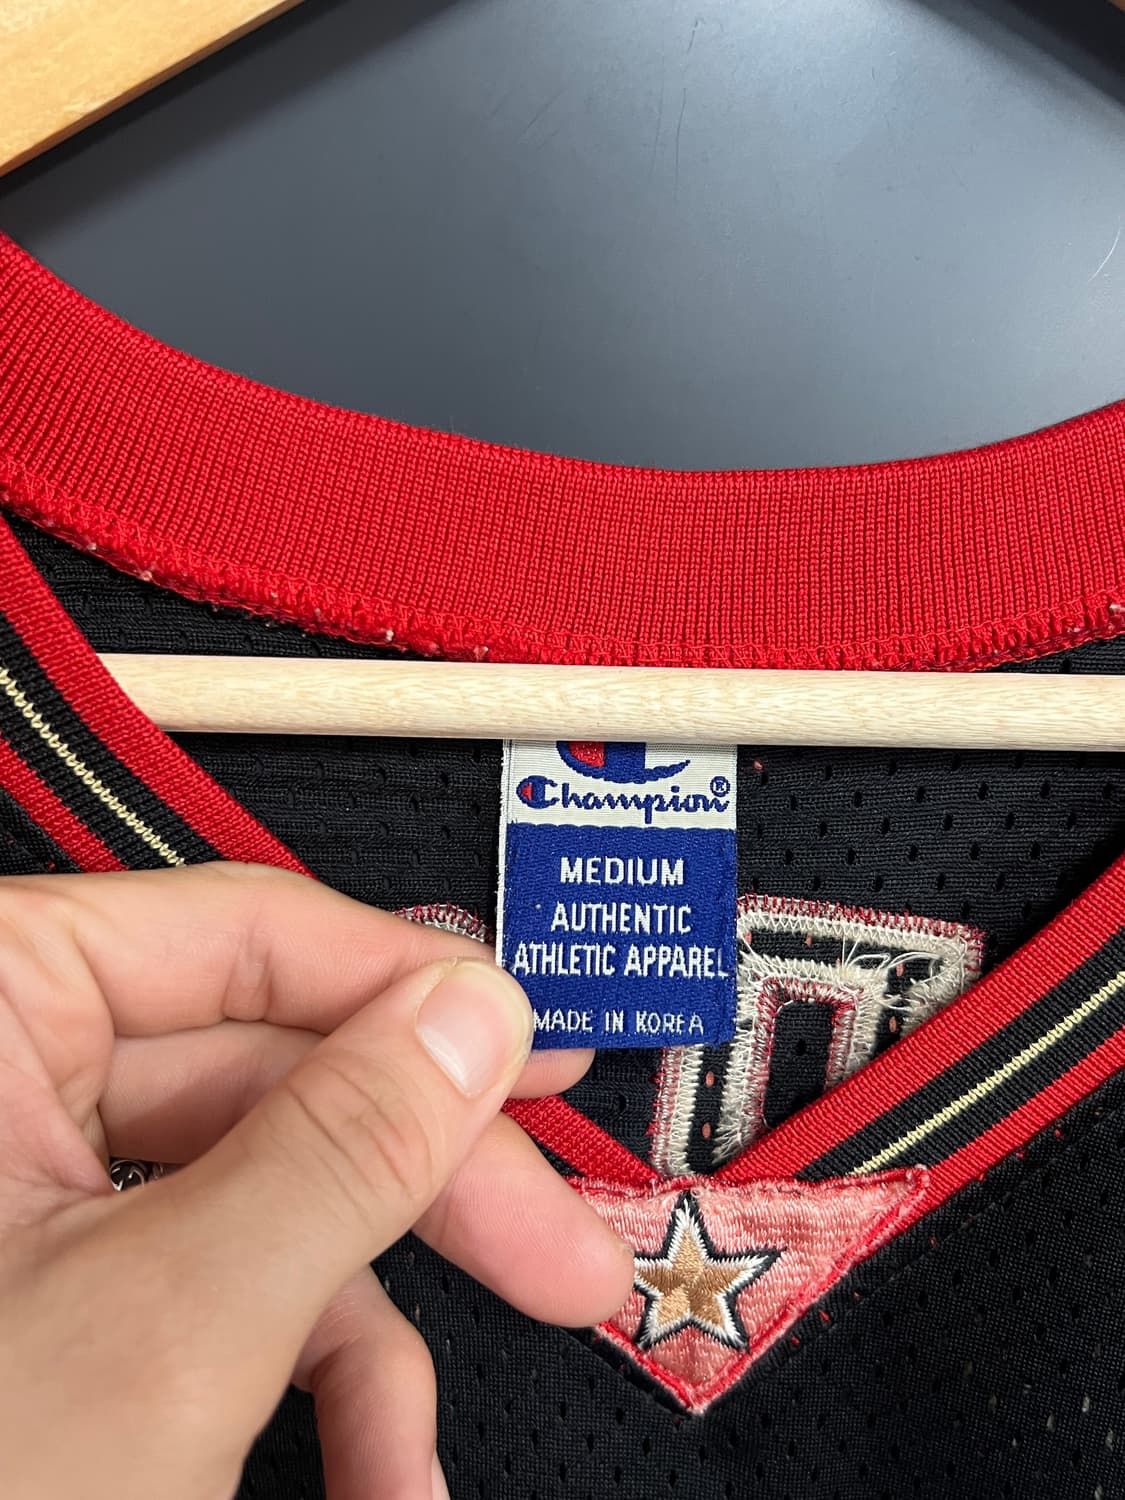 Champion®
MEDIUM
AUTHENTIC
ATHLETIC APPAREL
MADE IN KOREA